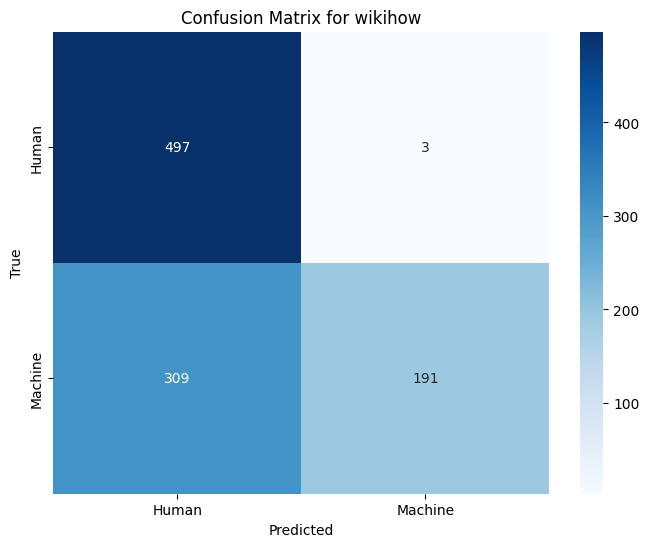 Confusion Matrix for wikihow
True
Human
Machine
497
3
309
191
Human
Machine
Predicted
400
300
200
100